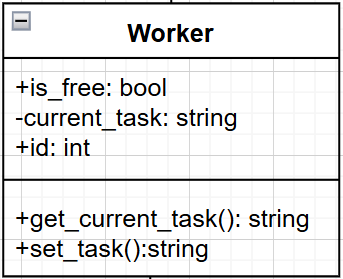 Worker
+is_free: bool
-current_task: string
+id: int
+get_current_task(): string
+set_task():string